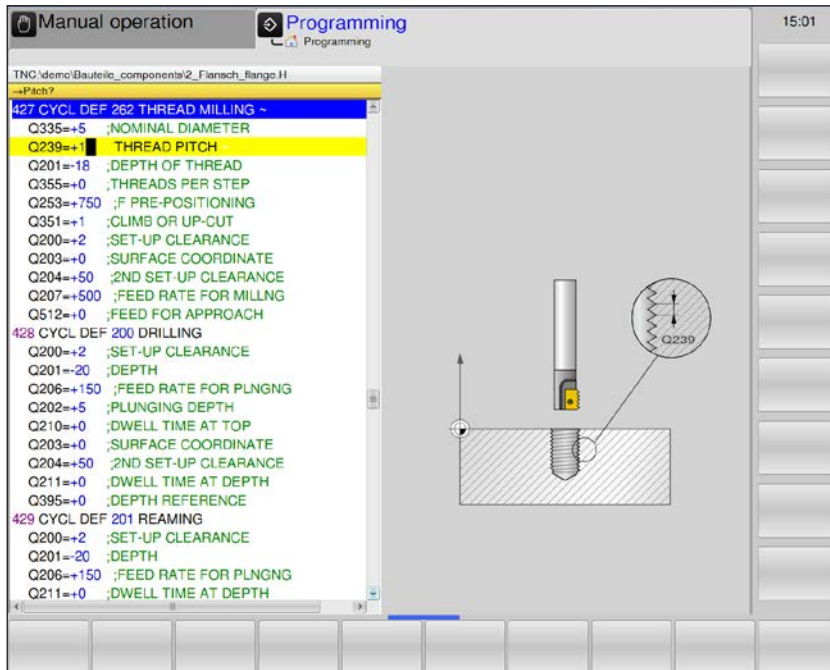 Manual operation
Programming
Programming
15:01
TNC:\demo\Bauteile_components\2_Flansch_flange.H
→Pitch?
427 CYCL DEF 262 THREAD MILLING ~
Q335=+5 ;NOMINAL DIAMETER
Q239=+1 THREAD PITCH ~
Q201=-18 ;DEPTH OF THREAD
Q355=+0 ;THREADS PER STEP
Q253=+750 ;F PRE-POSITIONING
Q351=+1 ;CLIMB OR UP-CUT
Q200=+2 ;SET-UP CLEARANCE
Q203=+0 ;SURFACE COORDINATE
Q204=+50 ;2ND SET-UP CLEARANCE
Q207=+500 ;FEED RATE FOR MILLNG
Q512=+0 ;FEED FOR APPROACH
428 CYCL DEF 200 DRILLING
Q200=+2 ;SET-UP CLEARANCE
Q201=-20 ;DEPTH
Q206=+150 ;FEED RATE FOR PLNGNG
Q202=+5 ;PLUNGING DEPTH
Q210=+0 ;DWELL TIME AT TOP
Q203=+0 ;SURFACE COORDINATE
Q204=+50 ;2ND SET-UP CLEARANCE
Q211=+0 ;DWELL TIME AT DEPTH
Q395=+0 ;DEPTH REFERENCE
429 CYCL DEF 201 REAMING
Q200=+2 ;SET-UP CLEARANCE
Q201=-20 ;DEPTH
Q206=+150 ;FEED RATE FOR PLNGNG
Q211=+0 ;DWELL TIME AT DEPTH
Q239